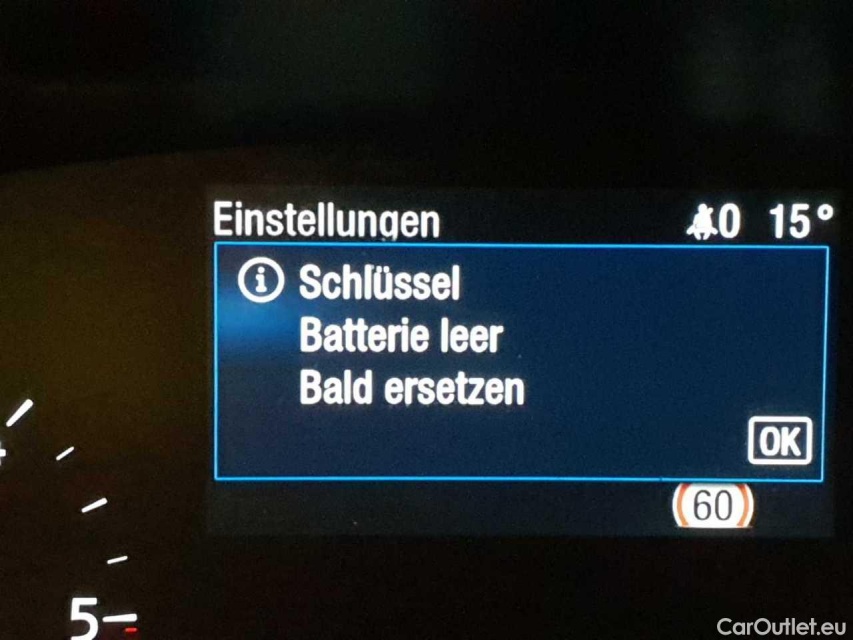 Einstellungen 0 15°
Schlüssel
Batterie leer
Bald ersetzen
OK
60
5
CarOutlet.eu